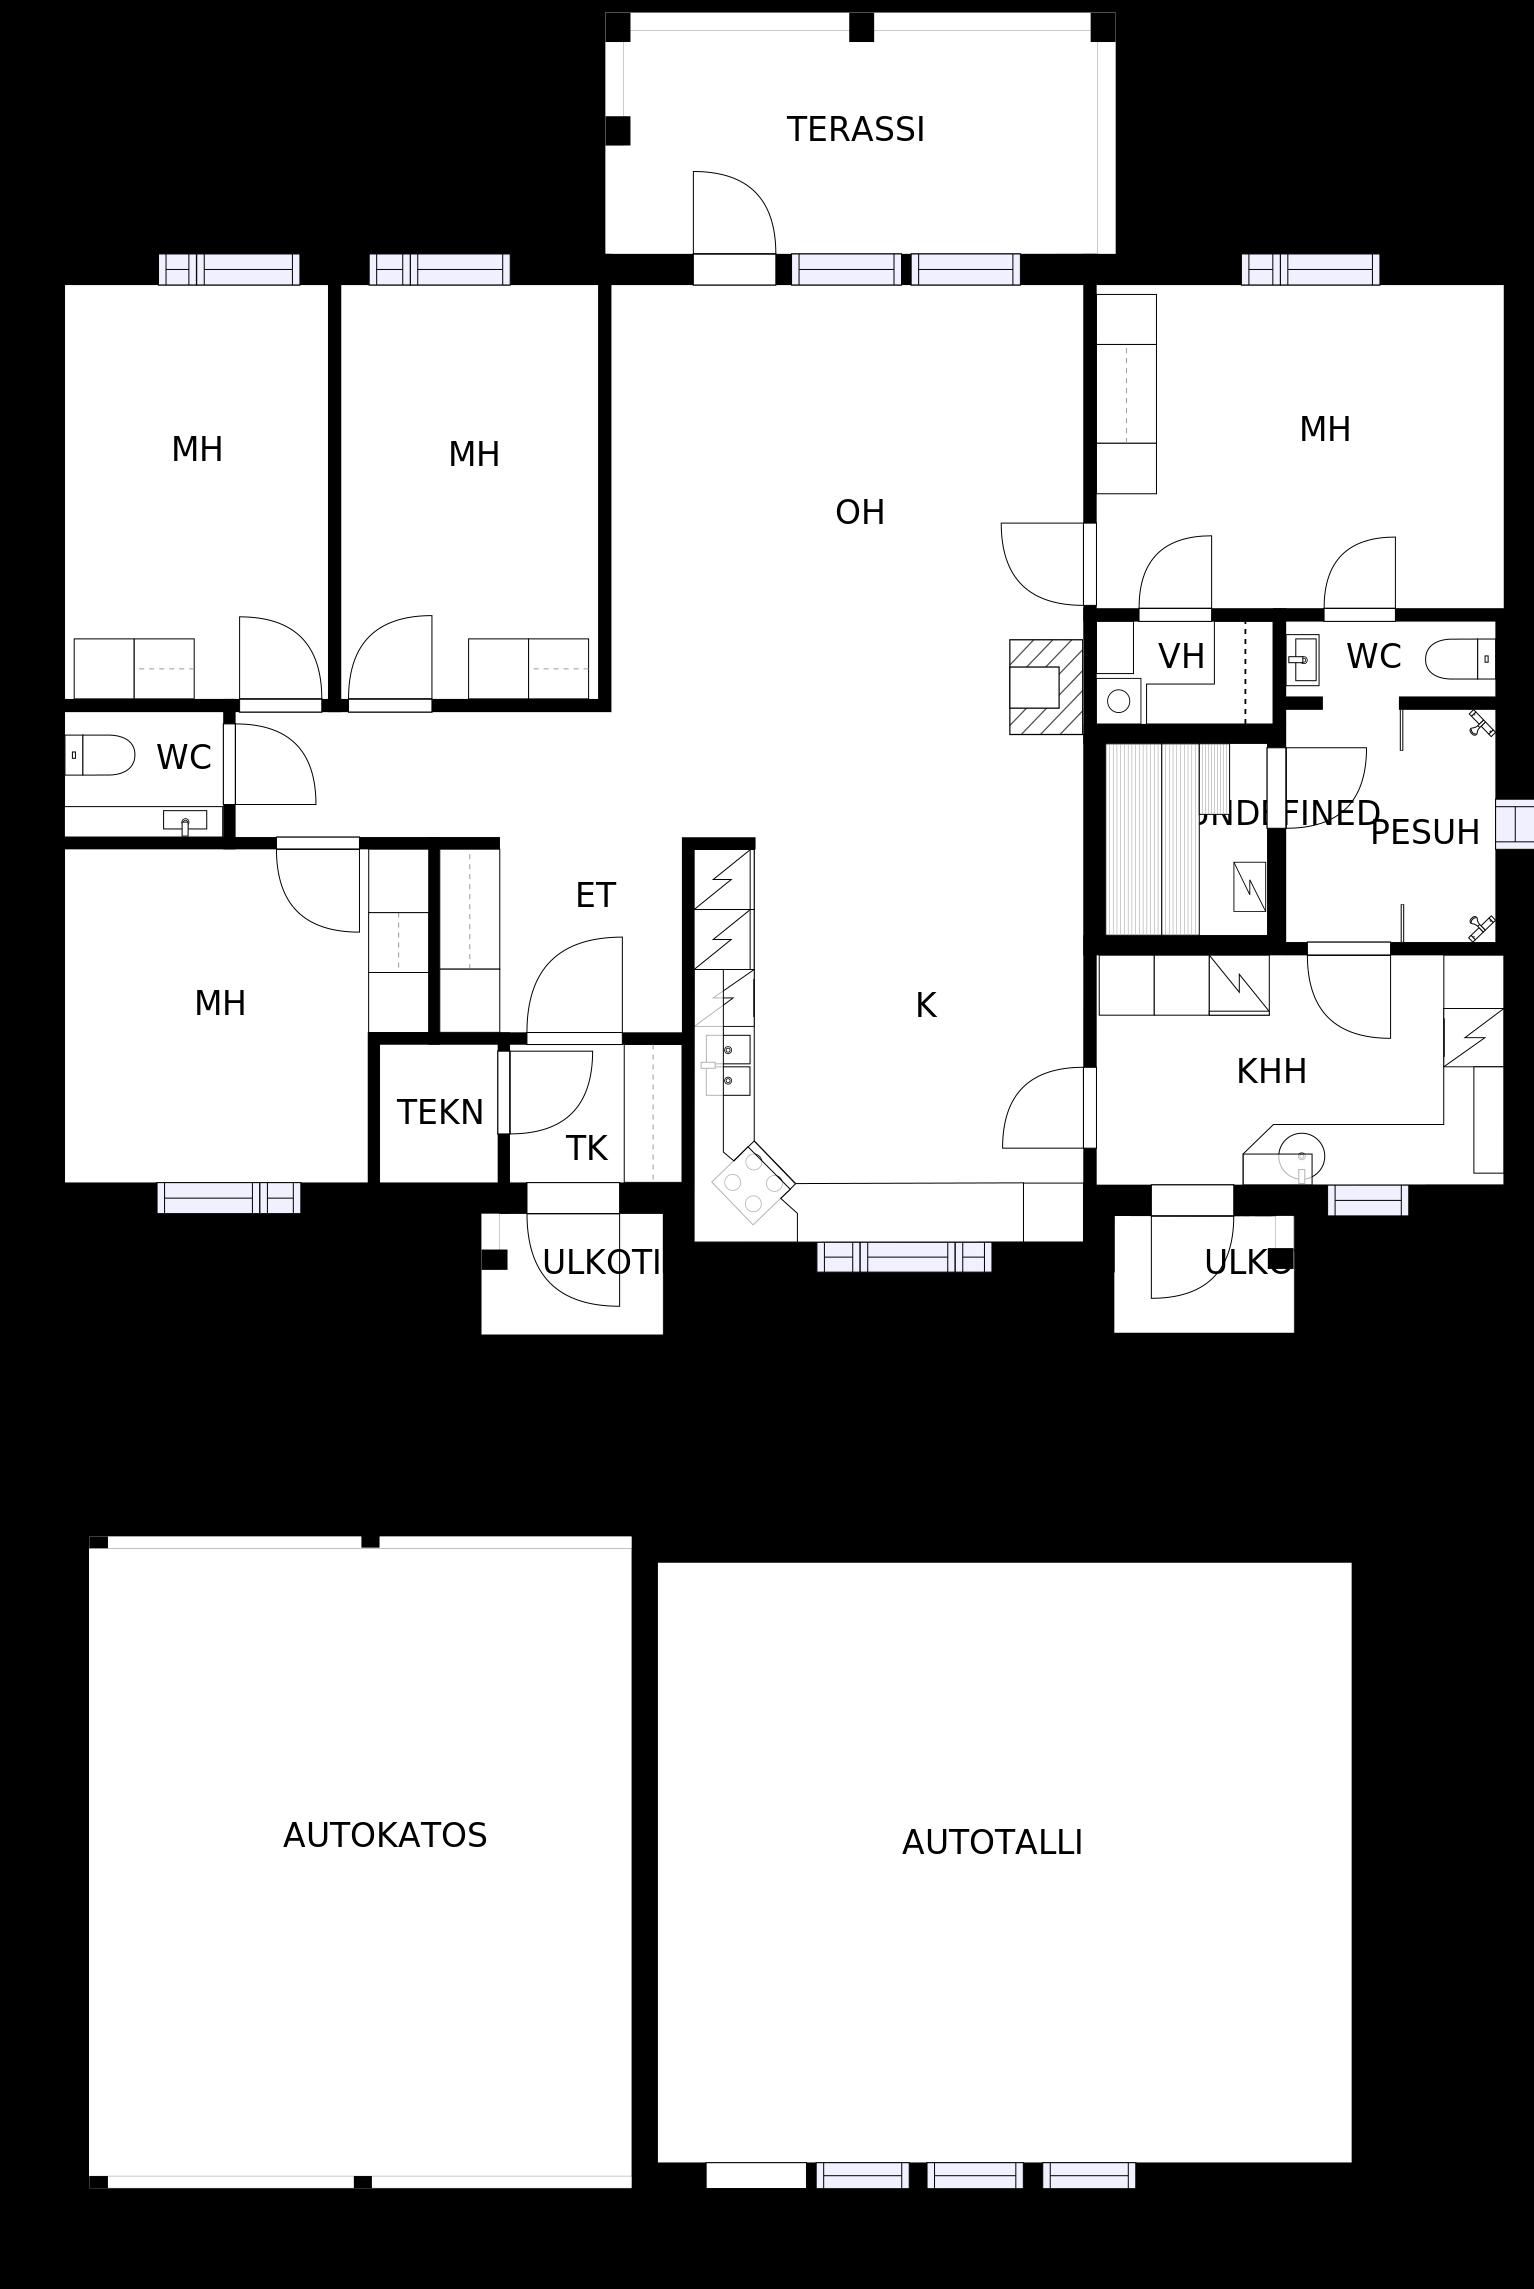 TERASSI
MH
MH
MH
OH
VH
WC
WC
UNDEFINED
PESUH
ET
MH
K
KHH
TEKN
TK
ULKOTI
ULKO
AUTOKATOS
AUTOTALLI